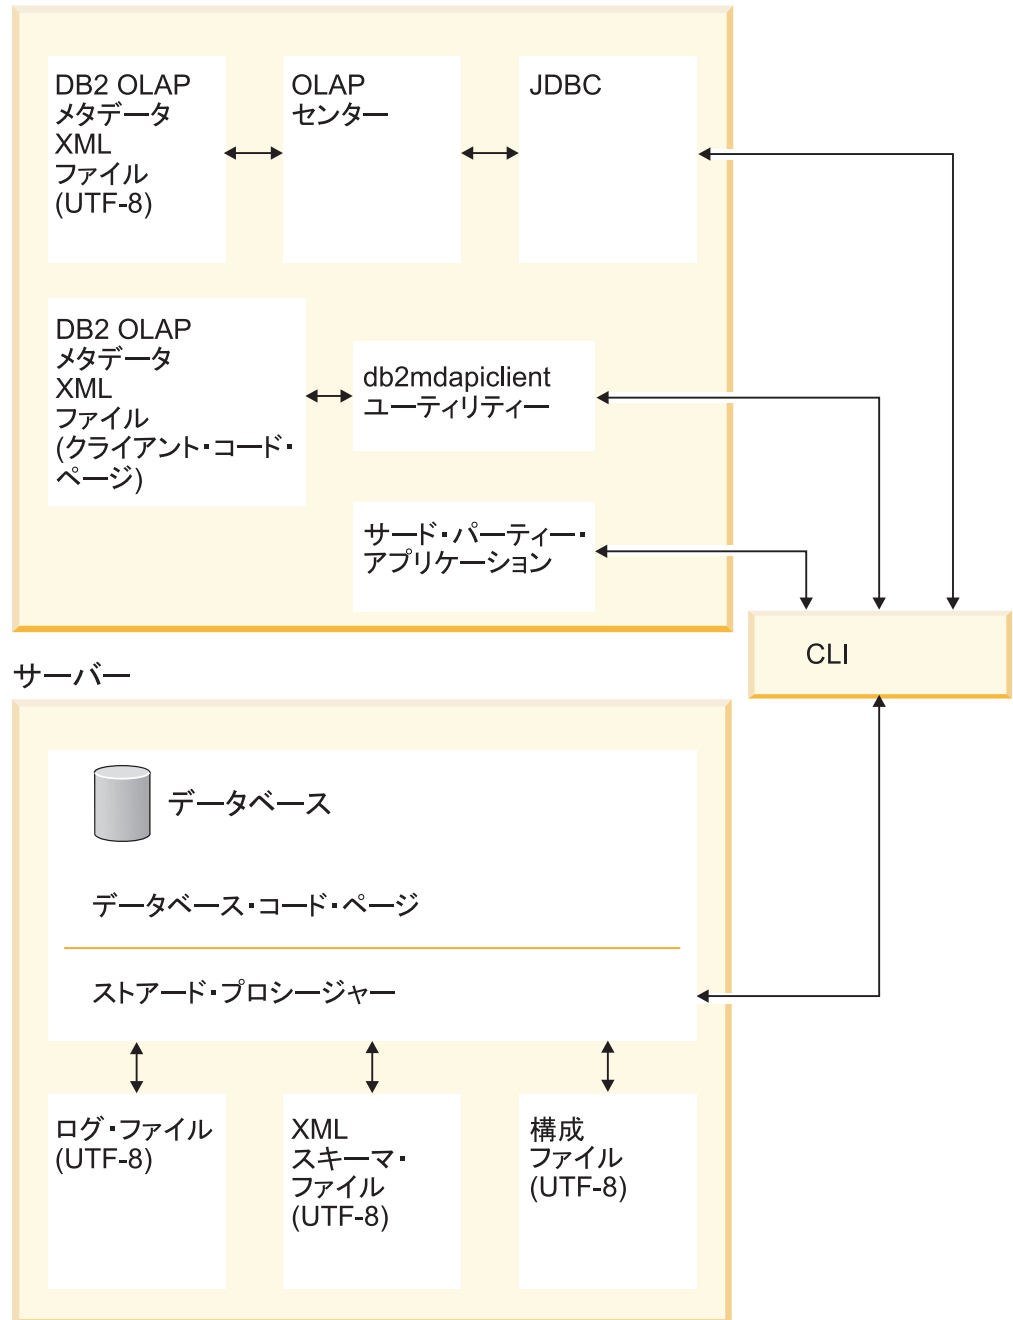 DB2 OLAP
メタデータ
XML
ファイル
(UTF-8)
OLAP
センター
JDBC
DB2 OLAP
メタデータ
XML
ファイル
(クライアント・コード・
ページ)
db2mdapiclient
ユーティリティー
サード・パーティー・
アプリケーション
CLI
サーバー
データベース
データベース・コード・ページ
ストアード・プロシージャー
ログ・ファイル
(UTF-8)
XML
スキーマ・
ファイル
(UTF-8)
構成
ファイル
(UTF-8)